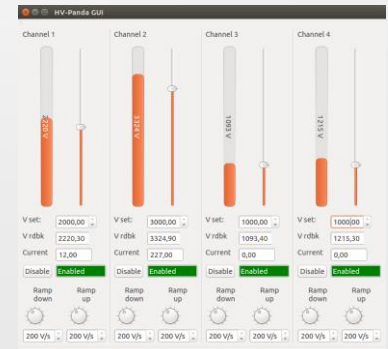 HV-Panda GUI
Channel 1
Channel 2
Channel 3
Channel 4
2220 V
3324 V
1093 V
1215 V
V set: 2000,00
V set: 3000,00
V set: 1000,00
V set: 1000,00
V rdbk 2220,30
V rdbk 3324,90
V rdbk 1093,40
V rdbk 1215,30
Current 12,00
Current 227,00
Current 0,00
Current 0,00
Disable Enabled
Disable Enabled
Disable Enabled
Disable Enabled
Ramp down Ramp up
Ramp down Ramp up
Ramp down Ramp up
Ramp down Ramp up
200 V/s 200 V/s
200 V/s 200 V/s
200 V/s 200 V/s
200 V/s 200 V/s